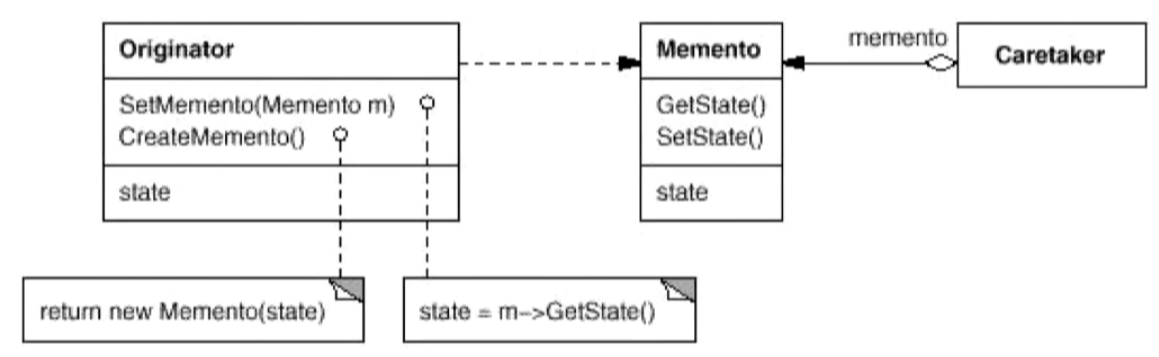 Originator
SetMemento(Memento m)
CreateMemento()
state
return new Memento(state)
state = m->GetState()
Memento
GetState()
SetState()
state
memento
Caretaker